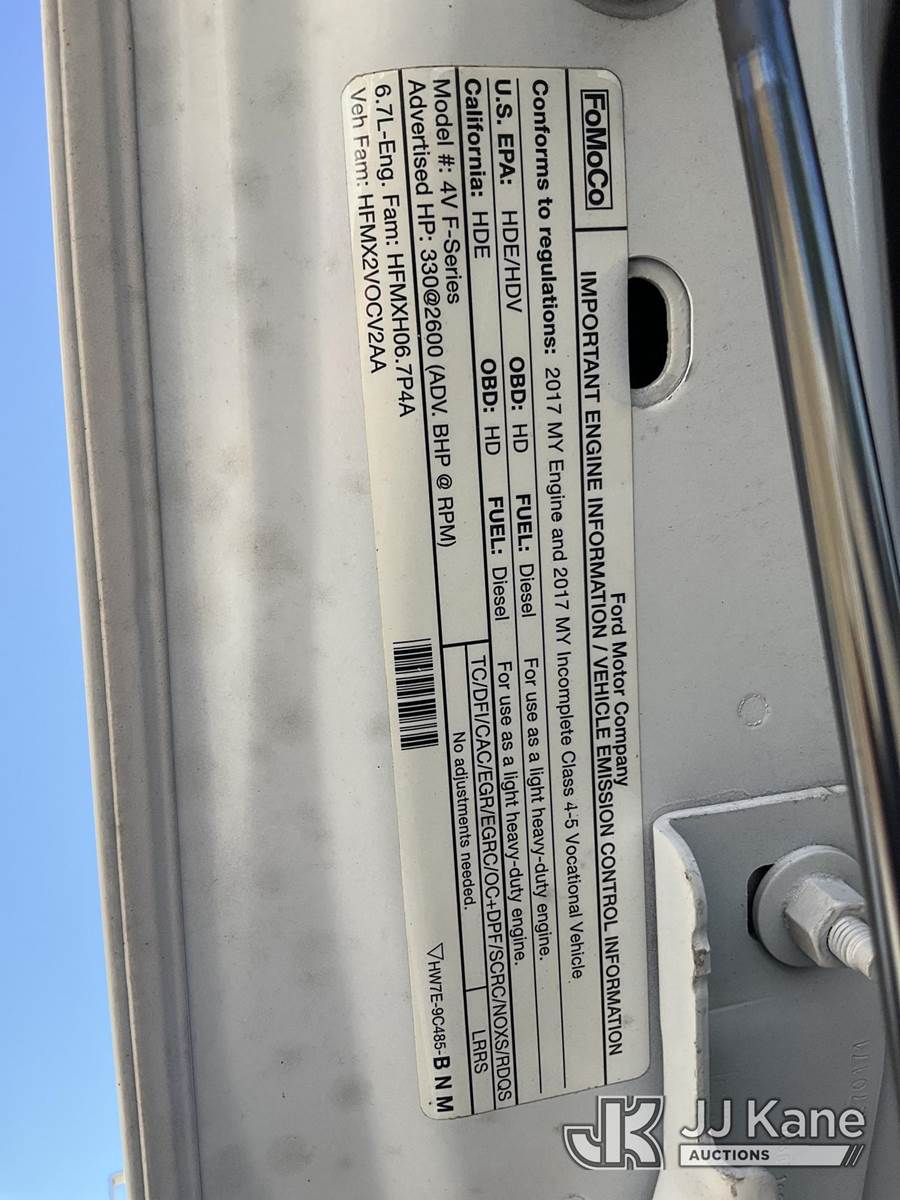 FoMoCo
Ford Motor Company
IMPORTANT ENGINE INFORMATION / VEHICLE EMISSION CONTROL INFORMATION
Conforms to regulations: 2017 MY Engine and 2017 MY Incomplete Class 4-5 Vocational Vehicle.
U.S. EPA: HDE/HDV OBD: HD FUEL: Diesel For use as a light heavy-duty engine.
California: HDE OBD: HD FUEL: Diesel For use as a light heavy-duty engine.
Model #: 4V F-Series TC/DFI/CAC/EGR/EGRC/OC+DPF/SCRC/NOXS/RDQS
Advertised HP: 330@2600 (ADV. BHP @ RPM) No adjustments needed. LRRS
6.7L-Eng. Fam: HFMXH06.7P4A
Veh Fam: HFMX2VOCV2AA
HW7E-9C485-B N M
JK JJ Kane
AUCTIONS